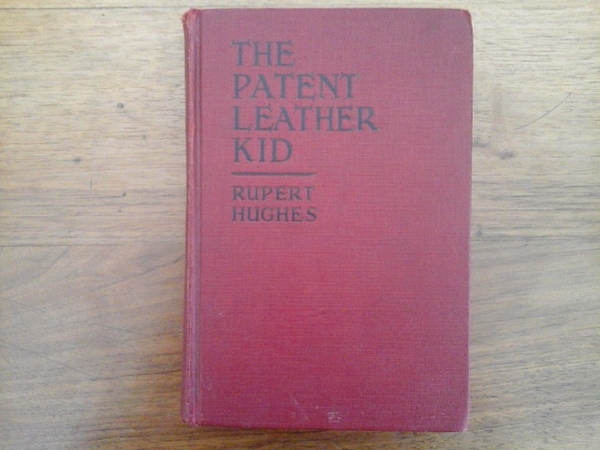 THE
PATENT
LEATHER
KID
RUPERT
HUGHES